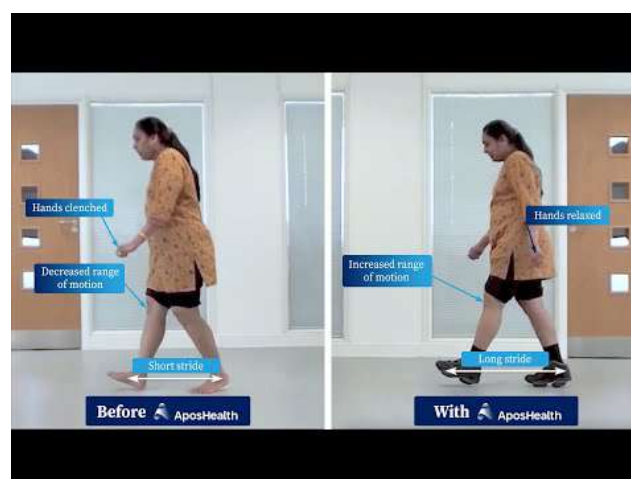 Hands clenched
Decreased range
of motion
Short stride
Before AposHealth
Hands relaxed
Increased range
of motion
Long stride
With AposHealth